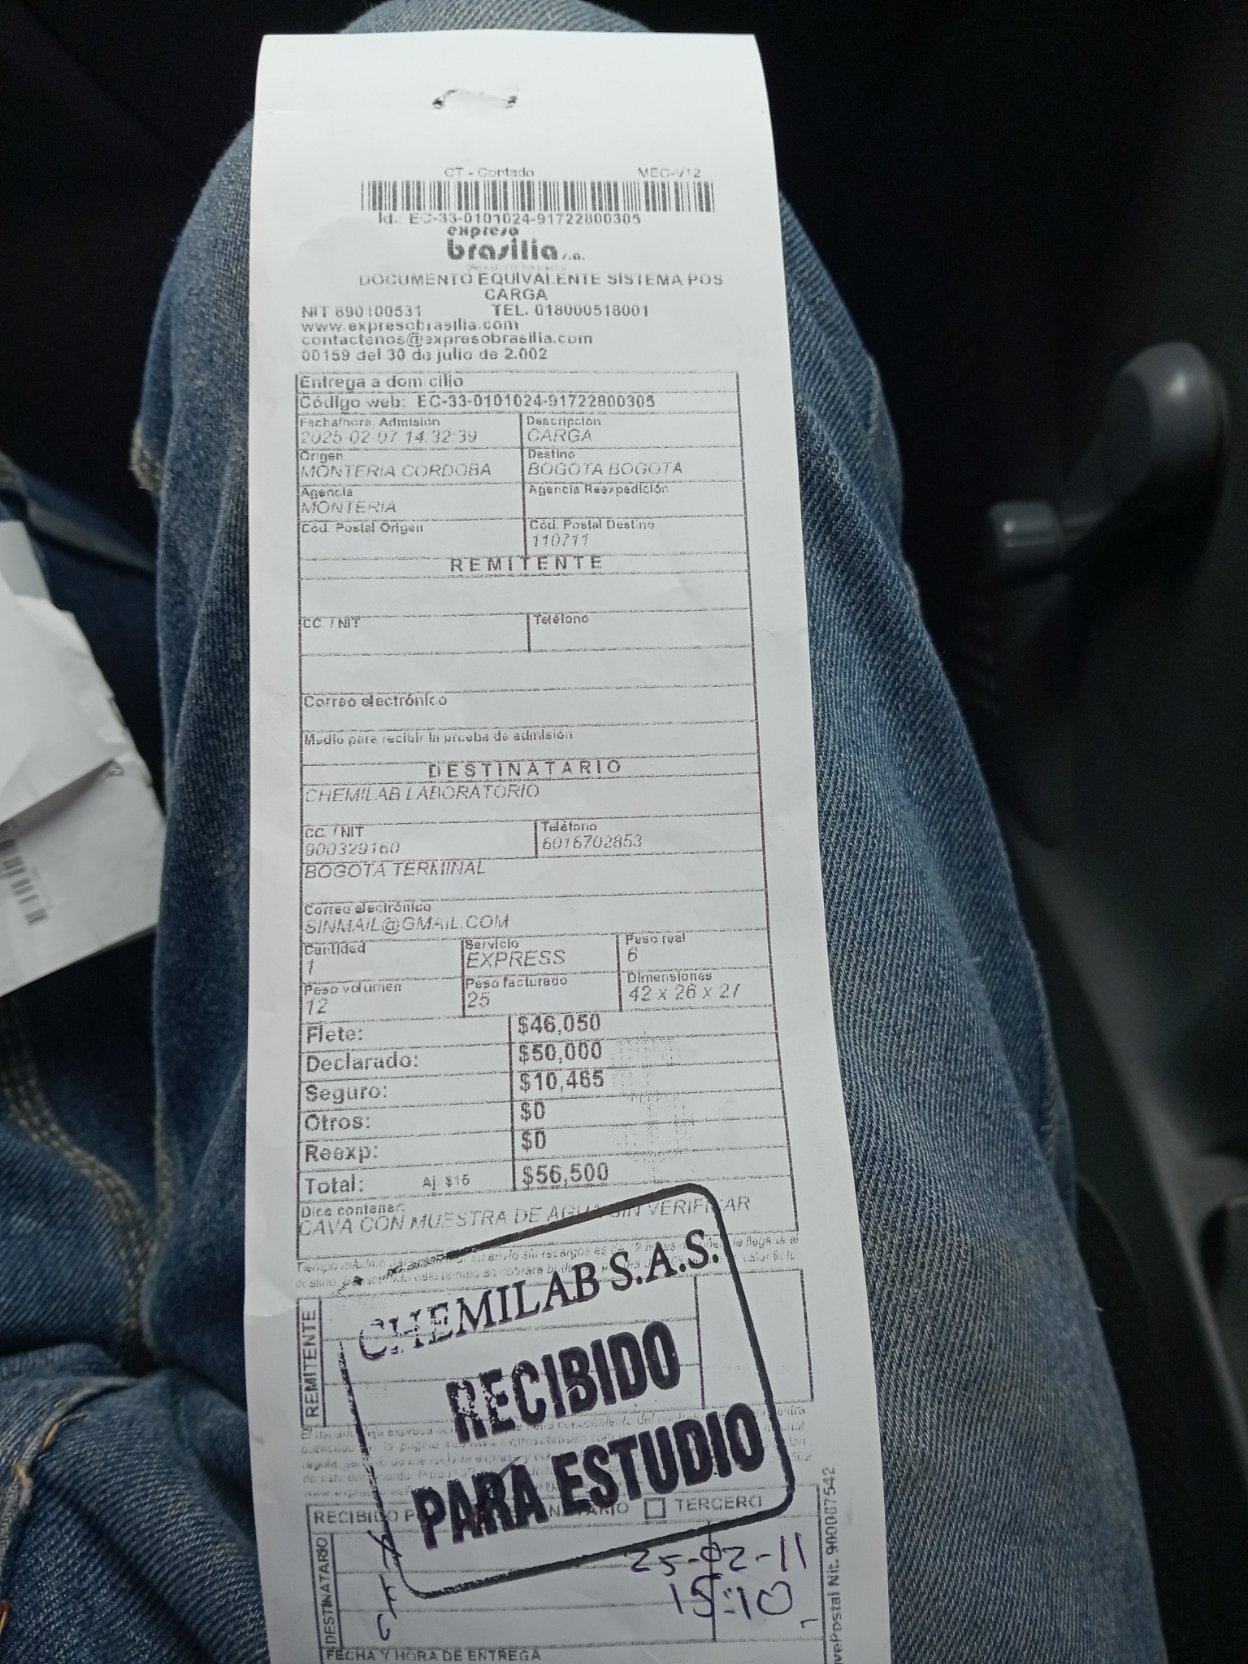 CT - Contado MEC-V12
Id.: EC-33-0101024-91722800305
expreso
brasilia s.a.
DOCUMENTO EQUIVALENTE SISTEMA POS
CARGA
NIT 890100531 TEL. 018000518001
www.expresobrasilia.com
contactenos@expresobrasilia.com
00159 del 30 de julio de 2.002
Entrega a domicilio
Código web: EC-33-0101024-91722800305
Fecha/hora Admisión Descripción
2025-02-07 14:32:39 CARGA
Origen Destino
MONTERIA CORDOBA BOGOTA BOGOTA
Agencia Agencia Reexpedición
MONTERIA
Cód. Postal Origen Cód. Postal Destino
110711
REMITENTE
CC. / NIT Teléfono
Correo electrónico
Medio para recibir la prueba de admisión
DESTINATARIO
CHEMILAB LABORATORIO
CC. / NIT Teléfono
900329160 6016702853
BOGOTA TERMINAL
Correo electrónico
SINMAIL@GMAIL.COM
Cantidad Servicio Peso real
1 EXPRESS 6
Peso volumen Peso facturado Dimensiones
12 25 42 x 26 x 27
Flete: $46,050
Declarado: $50,000
Seguro: $10,465
Otros: $0
Reexp: $0
Total: Aj $15 $56,500
Dice contener:
CAVA CON MUESTRA DE AGUA SIN VERIFICAR
CHEMILAB S.A.S.
REMITENTE
RECIBIDO
PARA ESTUDIO
RECIBIDO TERCERO
DESTINATARIO
25-02-11
15:10
FECHA Y HORA DE ENTREGA
Postal Nit. 900087542